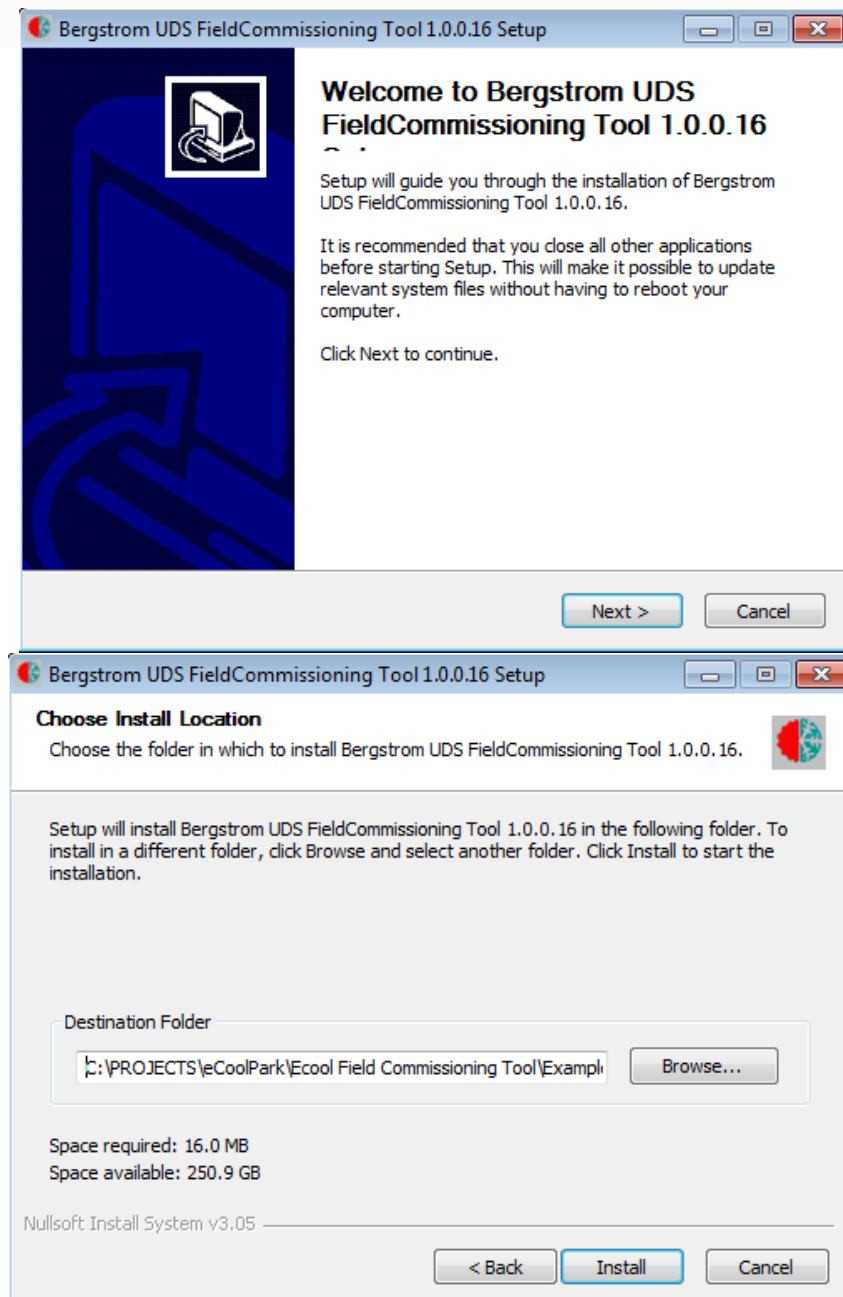 Bergstrom UDS FieldCommissioning Tool 1.0.0.16 Setup
Welcome to Bergstrom UDS
FieldCommissioning Tool 1.0.0.16
Setup will guide you through the installation of Bergstrom
UDS FieldCommissioning Tool 1.0.0.16.
It is recommended that you close all other applications
before starting Setup. This will make it possible to update
relevant system files without having to reboot your
computer.
Click Next to continue.
Next >
Cancel
Bergstrom UDS FieldCommissioning Tool 1.0.0.16 Setup
Choose Install Location
Choose the folder in which to install Bergstrom UDS FieldCommissioning Tool 1.0.0.16.
Setup will install Bergstrom UDS FieldCommissioning Tool 1.0.0.16 in the following folder. To
install in a different folder, click Browse and select another folder. Click Install to start the
installation.
Destination Folder
C:\PROJECTS\eCoolPark\Ecool Field Commissioning Tool\Exampl
Browse...
Space required: 16.0 MB
Space available: 250.9 GB
Nullsoft Install System v3.05
< Back
Install
Cancel